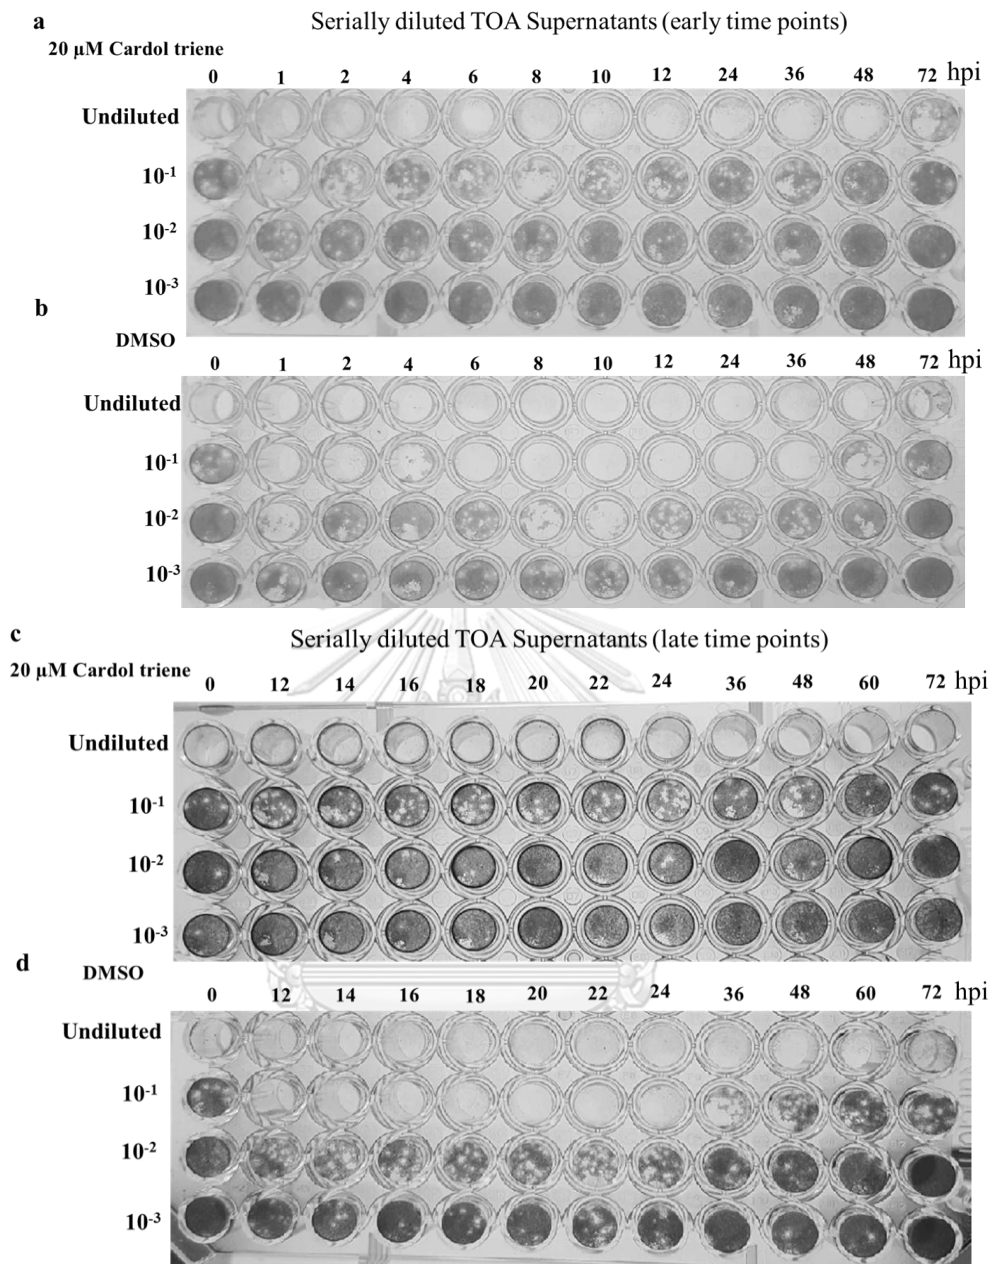 a
Serially diluted TOA Supernatants (early time points)
20 μM Cardol triene
0 1 2 4 6 8 10 12 24 36 48 72 hpi
Undiluted
10⁻¹
10⁻²
10⁻³
b
DMSO
0 1 2 4 6 8 10 12 24 36 48 72 hpi
Undiluted
10⁻¹
10⁻²
10⁻³
c
Serially diluted TOA Supernatants (late time points)
20 μM Cardol triene
0 12 14 16 18 20 22 24 36 48 60 72 hpi
Undiluted
10⁻¹
10⁻²
10⁻³
d
DMSO
0 12 14 16 18 20 22 24 36 48 60 72 hpi
Undiluted
10⁻¹
10⁻²
10⁻³